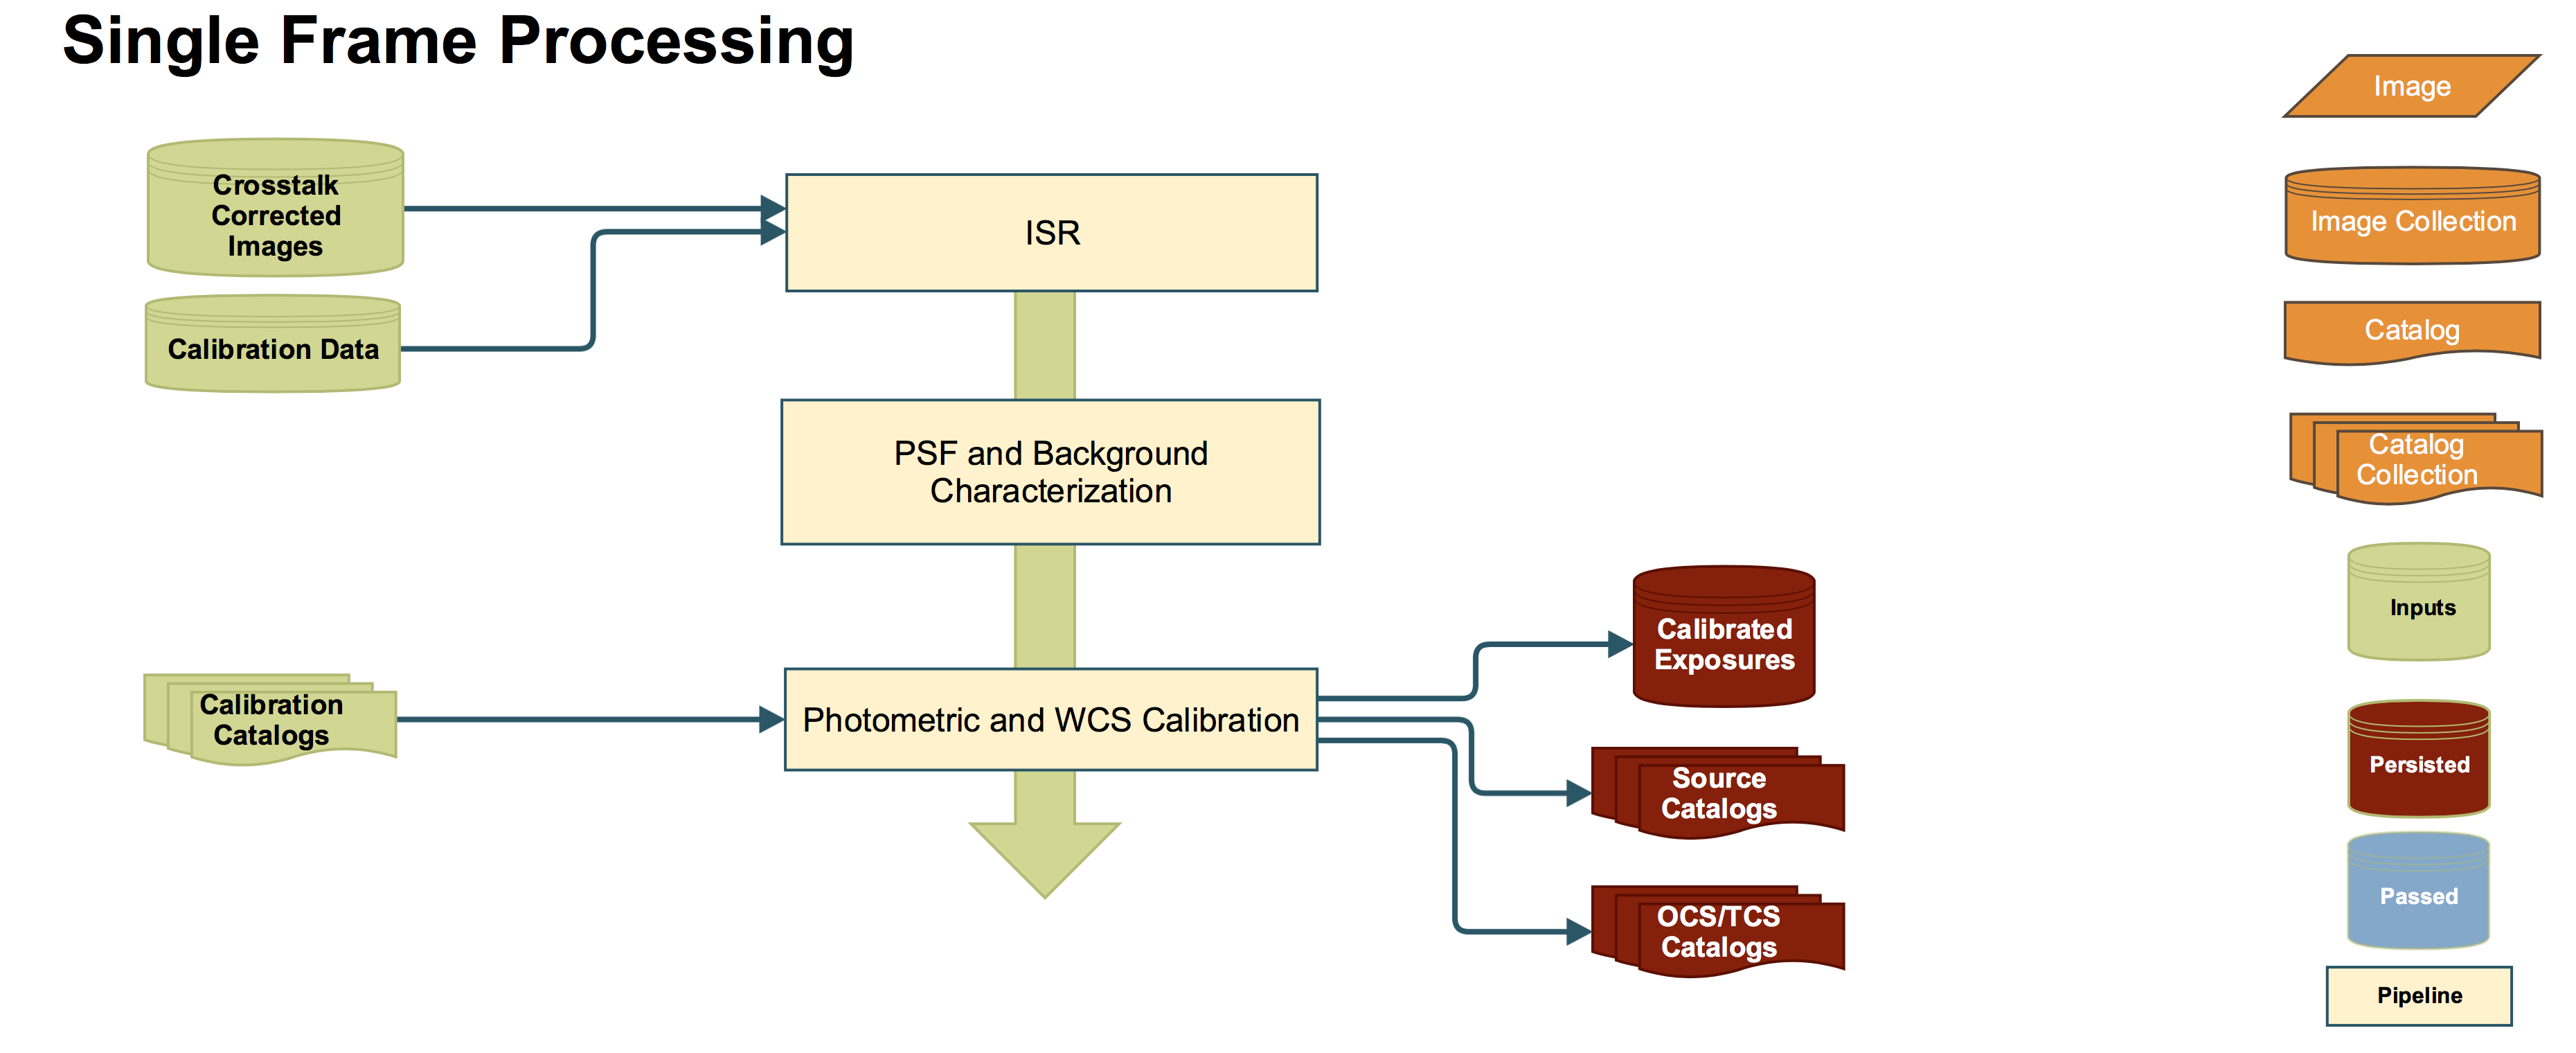 Single Frame Processing
Crosstalk
Corrected
Images
Calibration Data
Calibration
Catalogs
ISR
PSF and Background
Characterization
Photometric and WCS Calibration
Calibrated
Exposures
Source
Catalogs
OCS/TCS
Catalogs
Image
Image Collection
Catalog
Catalog
Collection
Inputs
Persisted
Passed
Pipeline